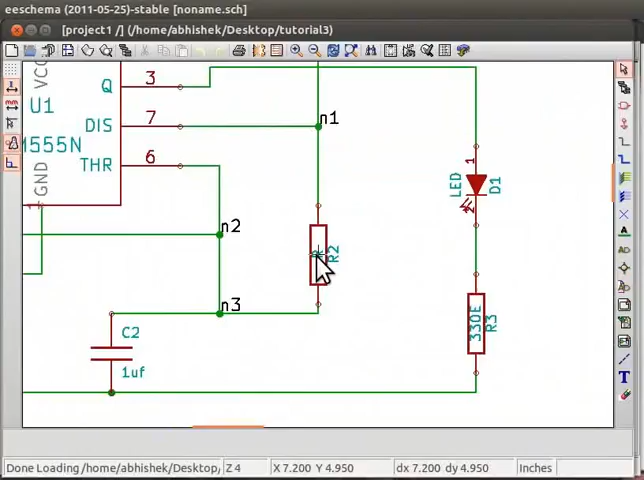 eeschema (2011-05-25)-stable [noname.sch]
[project1 /] (/home/abhishek/Desktop/tutorial3)
VCC
Q 3
U1
DIS 7 n1
M555N
THR 6
GND
1 LED D1
2
n2
R R2
n3
330E R3
C2
1uf
Done Loading /home/abhishek/Desktop/ Z 4 X 7.200 Y 4.950 dx 7.200 dy 4.950 Inches